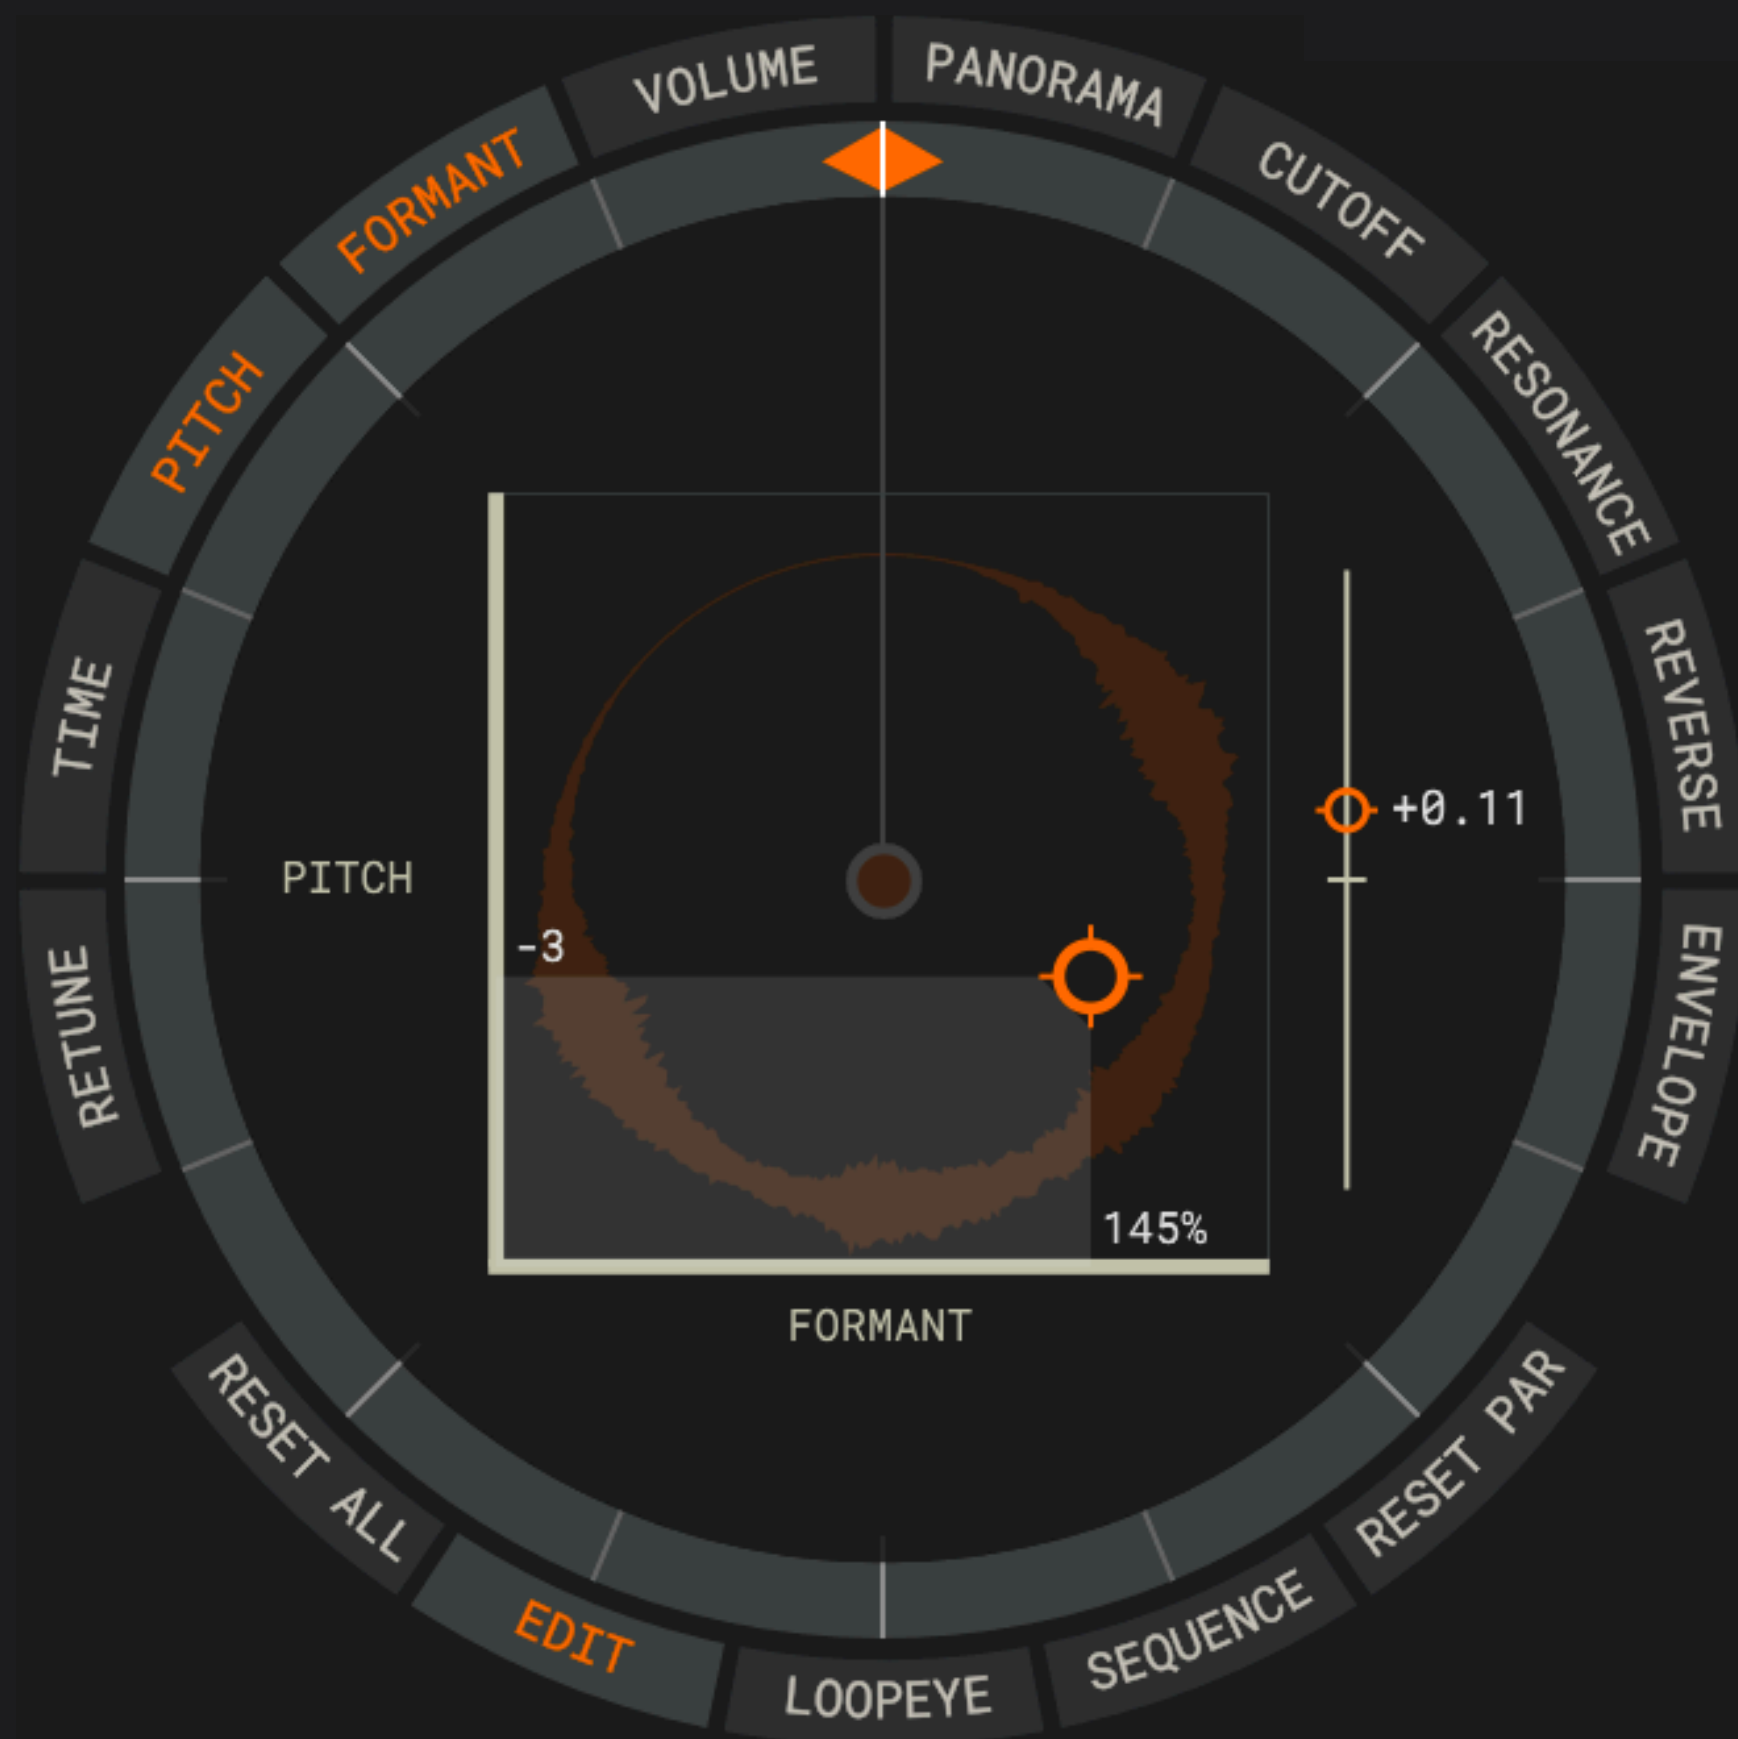 VOLUME
PANORAMA
FORMANT
CUTOFF
PITCH
RESONANCE
TIME
REVERSE
RETUNE
ENVELOPE
PITCH
+0.11
-3
145%
FORMANT
RESET ALL
RESET PAR
EDIT
SEQUENCE
LOOPEYE